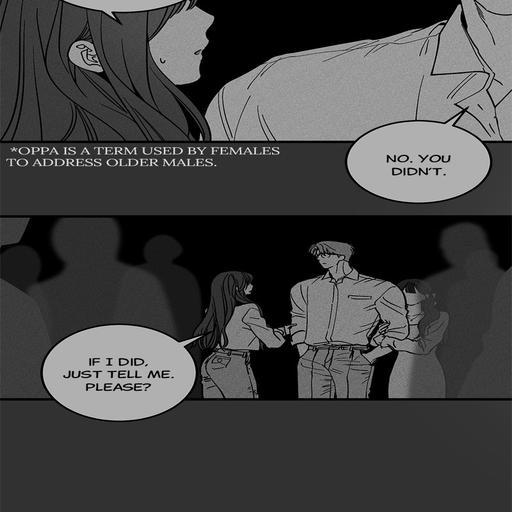 *OPPA IS A TERM USED BY FEMALES
TO ADDRESS OLDER MALES.
NO. YOU
DIDN'T.
IF I DID,
JUST TELL ME.
PLEASE?